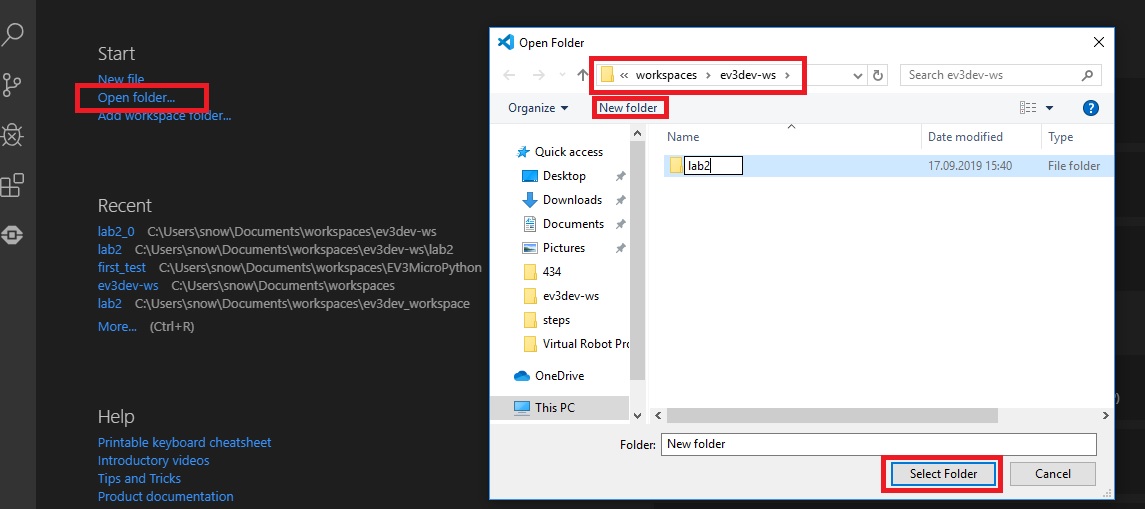 Start
New file
Open folder...
Add workspace folder...
Recent
lab2_0 C:\Users\snow\Documents\workspaces\ev3dev-ws
lab2 C:\Users\snow\Documents\workspaces\ev3dev-ws\lab2
first_test C:\Users\snow\Documents\workspaces\EV3MicroPython
ev3dev-ws C:\Users\snow\Documents\workspaces
lab2 C:\Users\snow\Documents\workspaces\ev3dev_workspace
More... (Ctrl+R)
Help
Printable keyboard cheatsheet
Introductory videos
Tips and Tricks
Product documentation
Open Folder
« workspaces > ev3dev-ws >
Search ev3dev-ws
Organize
New folder
Name Date modified Type
lab2 17.09.2019 15:40 File folder
Quick access
Desktop
Downloads
Documents
Pictures
434
ev3dev-ws
steps
Virtual Robot Pro
OneDrive
This PC
Folder: New folder
Select Folder Cancel